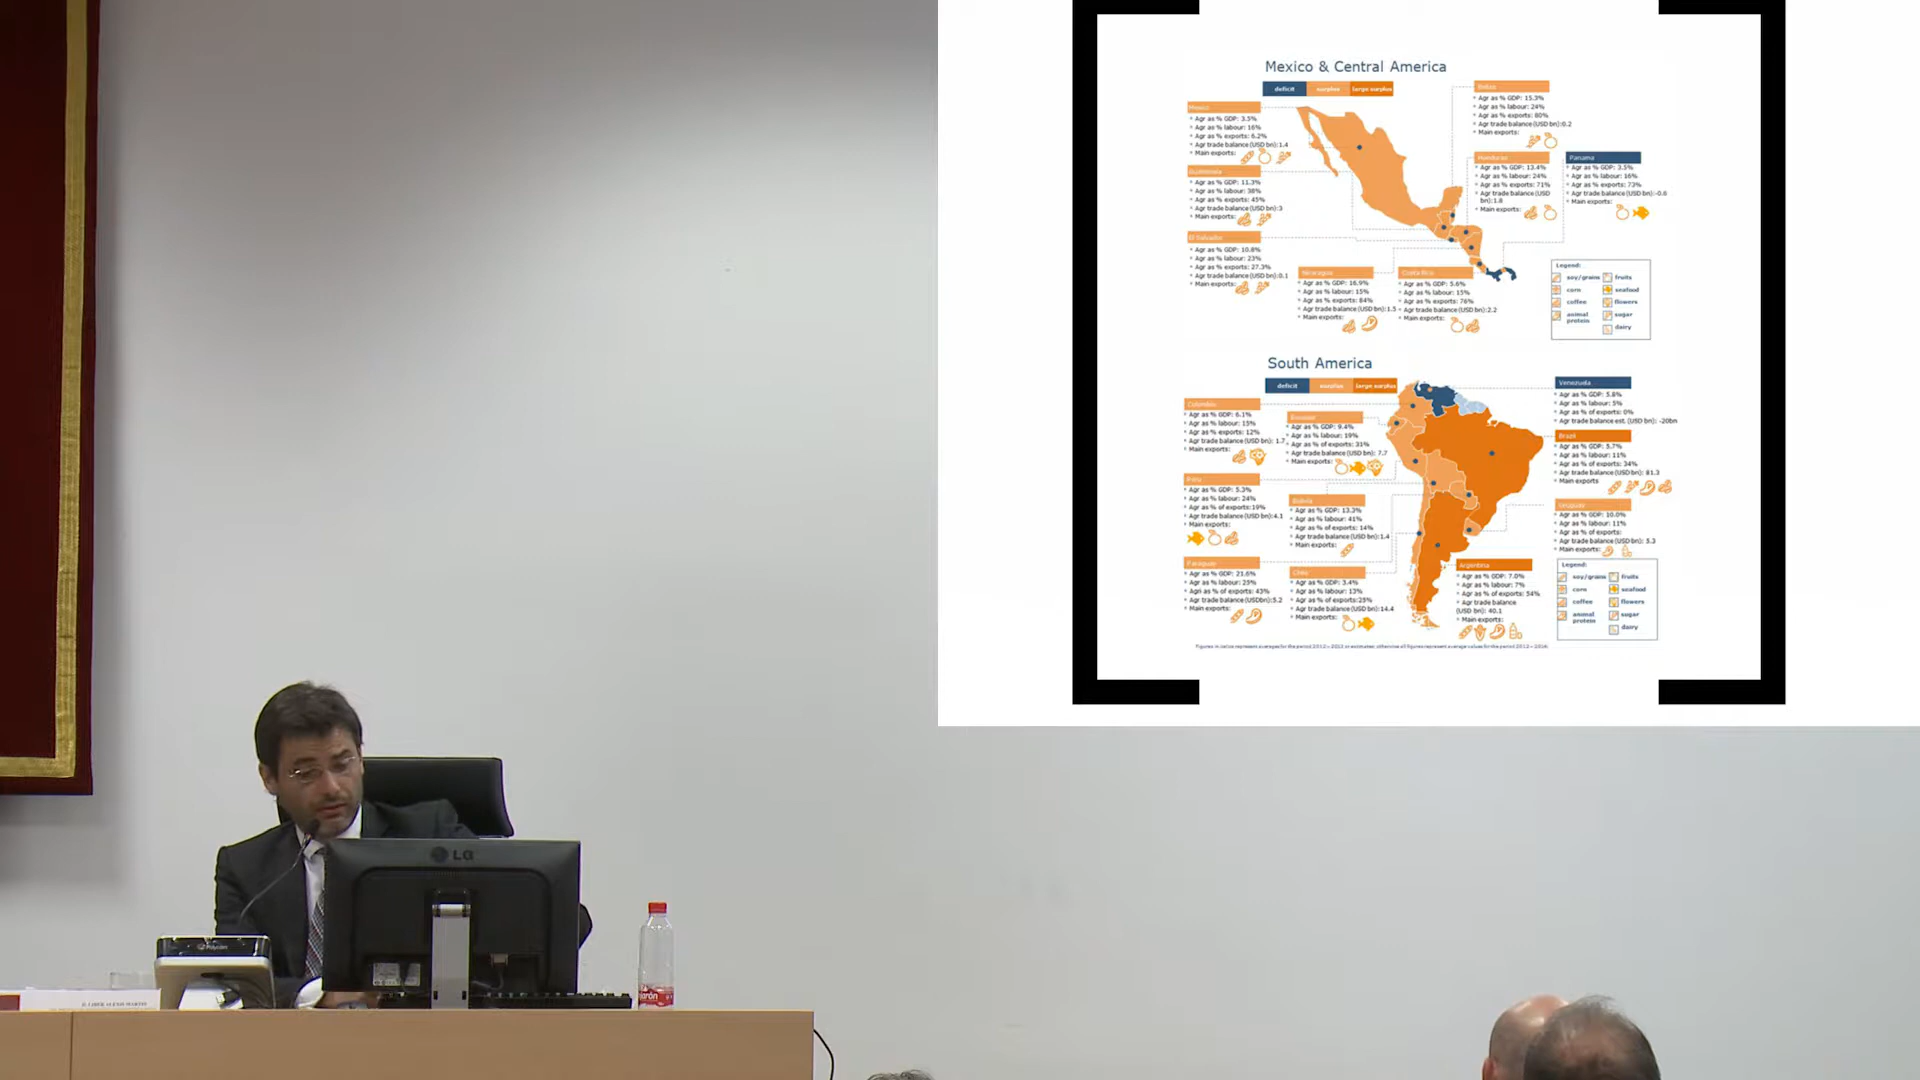 Mexico & Central America
deficit surplus large surplus
Mexico
Agr as % GDP: 3.5%
Agr as % labour: 16%
Agr as % exports: 6.2%
Agr trade balance (USD bn):1.4
Main exports:
Guatemala
Agr as % GDP: 11.3%
Agr as % labour: 38%
Agr as % exports: 45%
Agr trade balance (USD bn):3
Main exports:
El Salvador
Agr as % GDP: 10.8%
Agr as % labour: 23%
Agr as % exports: 27.3%
Agr trade balance (USD bn):0.1
Main exports:
Nicaragua
Agr as % GDP: 16.9%
Agr as % labour: 15%
Agr as % exports: 84%
Agr trade balance (USD bn):1.5
Main exports:
Costa Rica
Agr as % GDP: 5.6%
Agr as % labour: 15%
Agr as % exports: 76%
Agr trade balance (USD bn):2.2
Main exports:
Belize
Agr as % GDP: 15.3%
Agr as % labour: 24%
Agr as % exports: 80%
Agr trade balance (USD bn):0.2
Main exports:
Honduras
Agr as % GDP: 13.4%
Agr as % labour: 24%
Agr as % exports: 71%
Agr trade balance (USD
bn):1.8
Main exports:
Panama
Agr as % GDP: 3.5%
Agr as % labour: 16%
Agr as % exports: 73%
Agr trade balance (USD bn):-0.8
Main exports:
Legend:
soy/grains fruits
corn seafood
coffee flowers
animal protein sugar
dairy
South America
deficit surplus large surplus
Colombia
Agr as % GDP: 6.1%
Agr as % labour: 15%
Agr as % exports: 12%
Agr trade balance (USD bn): 1.7
Main exports:
Ecuador
Agr as % GDP: 9.4%
Agr as % labour: 19%
Agr as % of exports: 31%
Agr trade balance (USD bn): 7.7
Main exports:
Peru
Agr as % GDP: 5.3%
Agr as % labour: 24%
Agr as % of exports:19%
Agr trade balance (USD bn):4.1
Main exports:
Bolivia
Agr as % GDP: 13.3%
Agr as % labour: 41%
Agr as % of exports: 14%
Agr trade balance (USD bn):1.4
Main exports:
Paraguay
Agr as % GDP: 21.6%
Agr as % labour: 25%
Agr as % of exports: 43%
Agr trade balance (USDbn):5.2
Main exports:
Chile
Agr as % GDP: 3.4%
Agr as % labour: 13%
Agr as % of exports:25%
Agr trade balance (USD bn):14.4
Main exports:
Venezuela
Agr as % GDP: 5.8%
Agr as % labour: 5%
Agr as % of exports: 0%
Agr trade balance est. (USD bn): -20bn
Brazil
Agr as % GDP: 5.7%
Agr as % labour: 11%
Agr as % of exports: 34%
Agr trade balance (USD bn): 81.3
Main exports
Uruguay
Agr as % GDP: 10.0%
Agr as % labour: 11%
Agr as % of exports:
Agr trade balance (USD bn): 5.3
Main exports:
Argentina
Agr as % GDP: 7.0%
Agr as % labour: 7%
Agr as % of exports: 54%
Agr trade balance
(USD bn): 40.1
Main exports:
Legend:
soy/grains fruits
corn seafood
coffee flowers
animal protein sugar
dairy
LG
Polycom